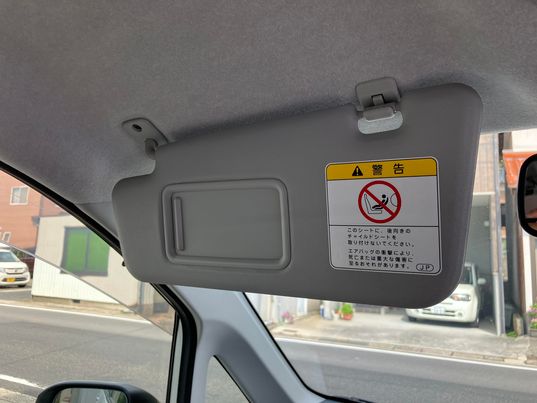 警告
このシートに、後向きの
チャイルドシートを
取り付けないでください。
エアバッグの衝撃により、
死亡または重大な傷害に
至るおそれがあります。
JP